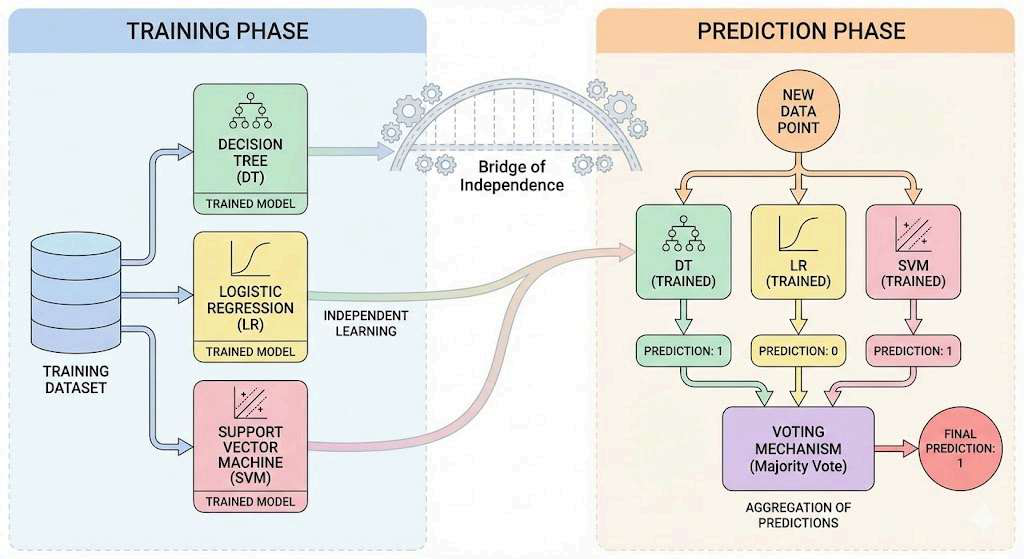 TRAINING PHASE
DECISION
TREE
(DT)
TRAINED MODEL
LOGISTIC
REGRESSION
(LR)
TRAINED MODEL
SUPPORT
VECTOR
MACHINE
(SVM)
TRAINED MODEL
TRAINING
DATASET
INDEPENDENT
LEARNING
Bridge of
Independence
PREDICTION PHASE
NEW
DATA
POINT
DT
(TRAINED)
LR
(TRAINED)
SVM
(TRAINED)
PREDICTION: 1
PREDICTION: 0
PREDICTION: 1
VOTING
MECHANISM
(Majority Vote)
FINAL
PREDICTION:
1
AGGREGATION OF
PREDICTIONS